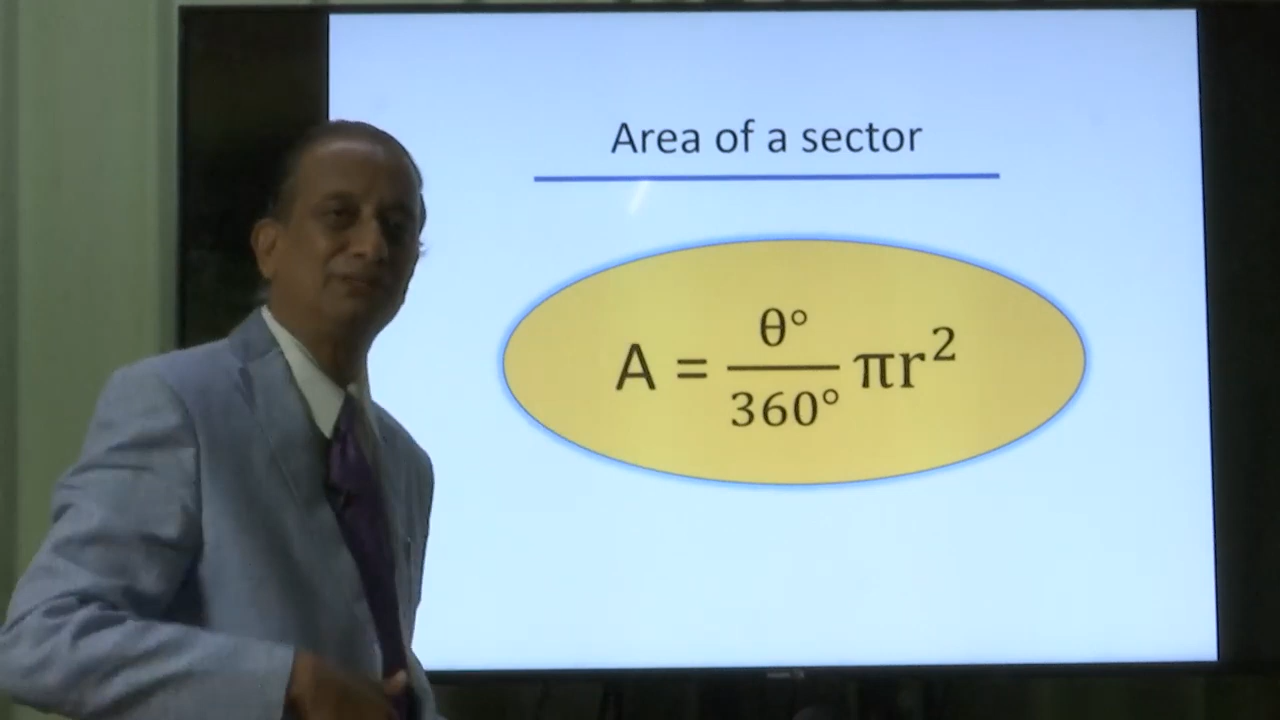 Area of a sector
A = θ°/360° πr²